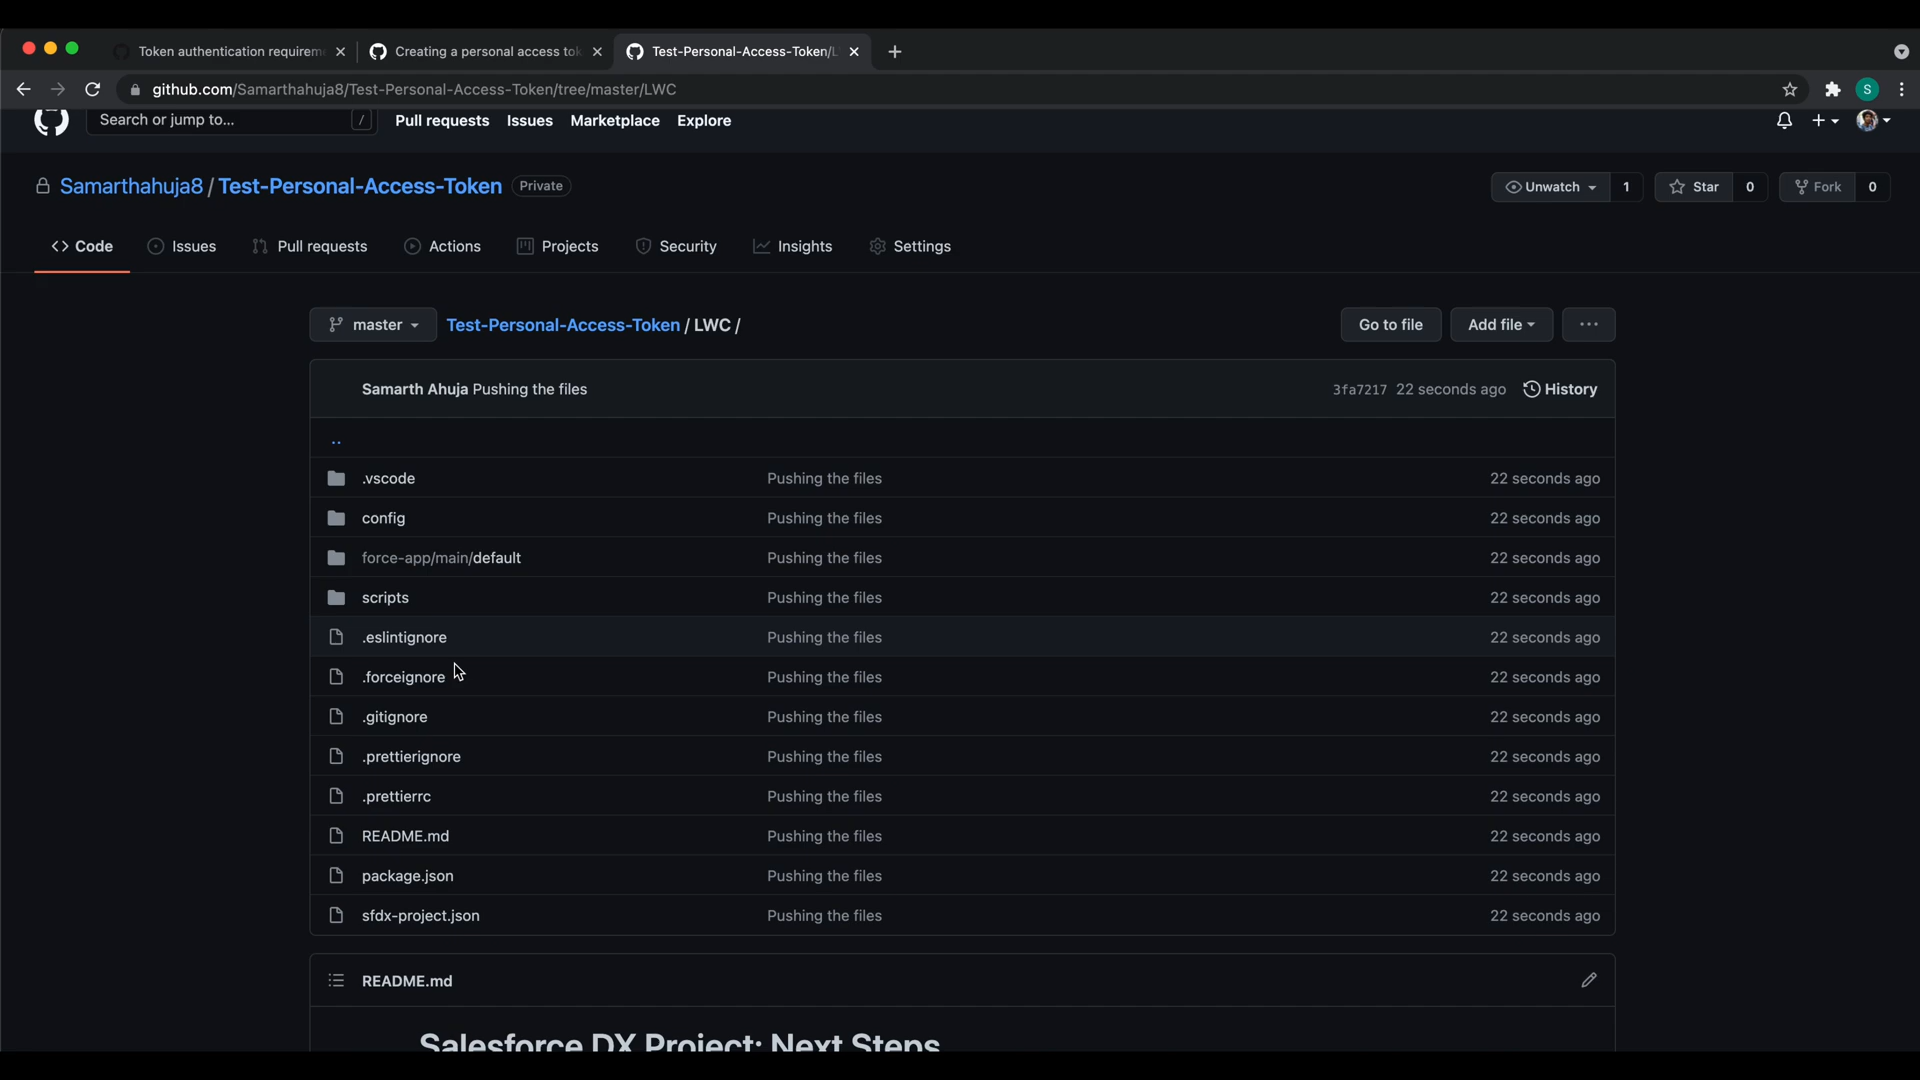 Token authentication requirem
Creating a personal access tok
Test-Personal-Access-Token/L
github.com/Samarthahuja8/Test-Personal-Access-Token/tree/master/LWC
S
Search or jump to...
/
Pull requests
Issues
Marketplace
Explore
Samarthahuja8 / Test-Personal-Access-Token
Private
Unwatch
1
Star
0
Fork
0
Code
Issues
Pull requests
Actions
Projects
Security
Insights
Settings
master
Test-Personal-Access-Token / LWC /
Go to file
Add file
Samarth Ahuja Pushing the files
3fa7217 22 seconds ago
History
..
.vscode Pushing the files 22 seconds ago
config Pushing the files 22 seconds ago
force-app/main/default Pushing the files 22 seconds ago
scripts Pushing the files 22 seconds ago
.eslintignore Pushing the files 22 seconds ago
.forceignore Pushing the files 22 seconds ago
.gitignore Pushing the files 22 seconds ago
.prettierignore Pushing the files 22 seconds ago
.prettierrc Pushing the files 22 seconds ago
README.md Pushing the files 22 seconds ago
package.json Pushing the files 22 seconds ago
sfdx-project.json Pushing the files 22 seconds ago
README.md
Salesforce DX Project: Next Steps